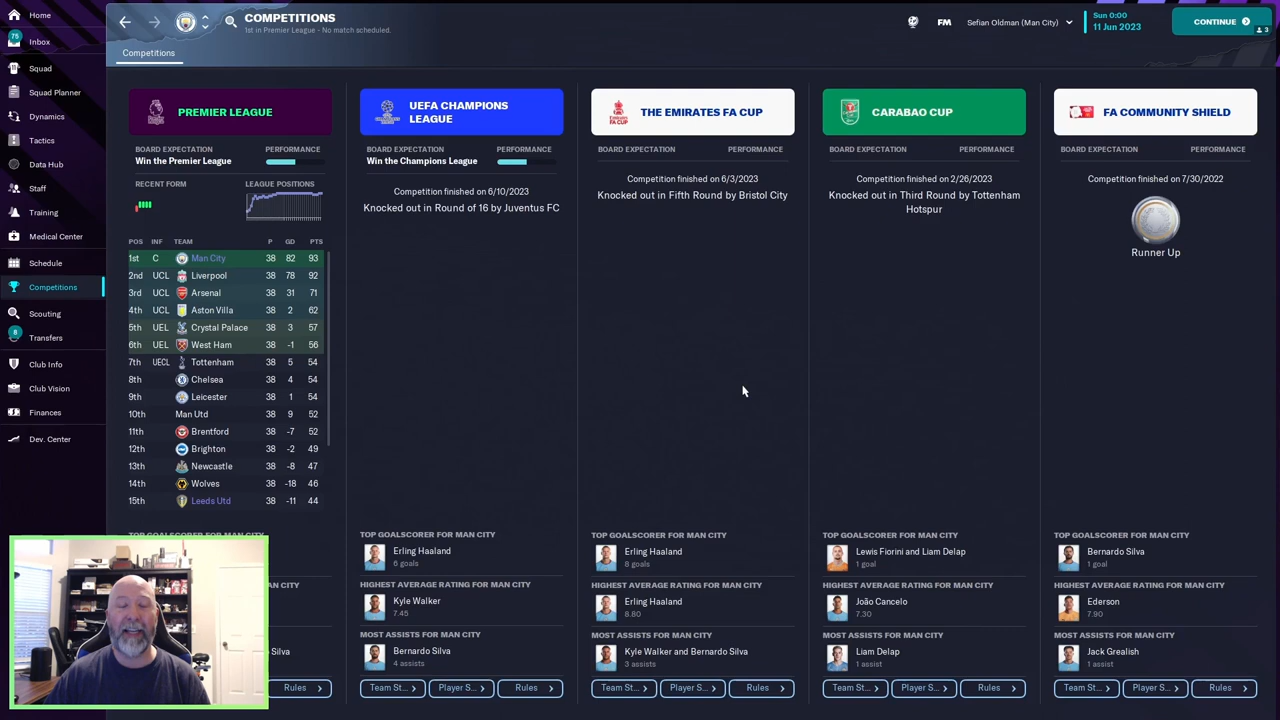 Home
75
Inbox
Squad
Squad Planner
Dynamics
Tactics
Data Hub
Staff
Training
Medical Center
Schedule
Competitions
Scouting
8
Transfers
Club Info
Club Vision
Finances
Dev. Center
COMPETITIONS
1st in Premier League - No match scheduled.
FM
Sefian Oldman (Man City)
Sun 0:00
11 Jun 2023
CONTINUE
3
Competitions
PREMIER LEAGUE
BOARD EXPECTATION PERFORMANCE
Win the Premier League
RECENT FORM LEAGUE POSITIONS
POS INF TEAM P GD PTS
1st C Man City 38 82 93
2nd UCL Liverpool 38 78 92
3rd UCL Arsenal 38 31 71
4th UCL Aston Villa 38 2 62
5th UEL Crystal Palace 38 3 57
6th UEL West Ham 38 -1 56
7th UECL Tottenham 38 5 54
8th Chelsea 38 4 54
9th Leicester 38 1 54
10th Man Utd 38 9 52
11th Brentford 38 -7 52
12th Brighton 38 -2 49
13th Newcastle 38 -8 47
14th Wolves 38 -18 46
15th Leeds Utd 38 -11 44
Rules
UEFA CHAMPIONS
LEAGUE
BOARD EXPECTATION PERFORMANCE
Win the Champions League
Competition finished on 6/10/2023
Knocked out in Round of 16 by Juventus FC
TOP GOALSCORER FOR MAN CITY
Erling Haaland
6 goals
HIGHEST AVERAGE RATING FOR MAN CITY
Kyle Walker
7.45
MOST ASSISTS FOR MAN CITY
Bernardo Silva
4 assists
Team St... Player S... Rules
THE EMIRATES FA CUP
Emirates
FA CUP
BOARD EXPECTATION PERFORMANCE
Competition finished on 6/3/2023
Knocked out in Fifth Round by Bristol City
TOP GOALSCORER FOR MAN CITY
Erling Haaland
8 goals
HIGHEST AVERAGE RATING FOR MAN CITY
Erling Haaland
8.80
MOST ASSISTS FOR MAN CITY
Kyle Walker and Bernardo Silva
3 assists
Team St... Player S... Rules
CARABAO CUP
BOARD EXPECTATION PERFORMANCE
Competition finished on 2/26/2023
Knocked out in Third Round by Tottenham
Hotspur
TOP GOALSCORER FOR MAN CITY
Lewis Fiorini and Liam Delap
1 goal
HIGHEST AVERAGE RATING FOR MAN CITY
João Cancelo
7.30
MOST ASSISTS FOR MAN CITY
Liam Delap
1 assist
Team St... Player S... Rules
FA COMMUNITY SHIELD
BOARD EXPECTATION PERFORMANCE
Competition finished on 7/30/2022
Runner Up
TOP GOALSCORER FOR MAN CITY
Bernardo Silva
1 goal
HIGHEST AVERAGE RATING FOR MAN CITY
Ederson
7.90
MOST ASSISTS FOR MAN CITY
Jack Grealish
1 assist
Team St... Player S... Rules